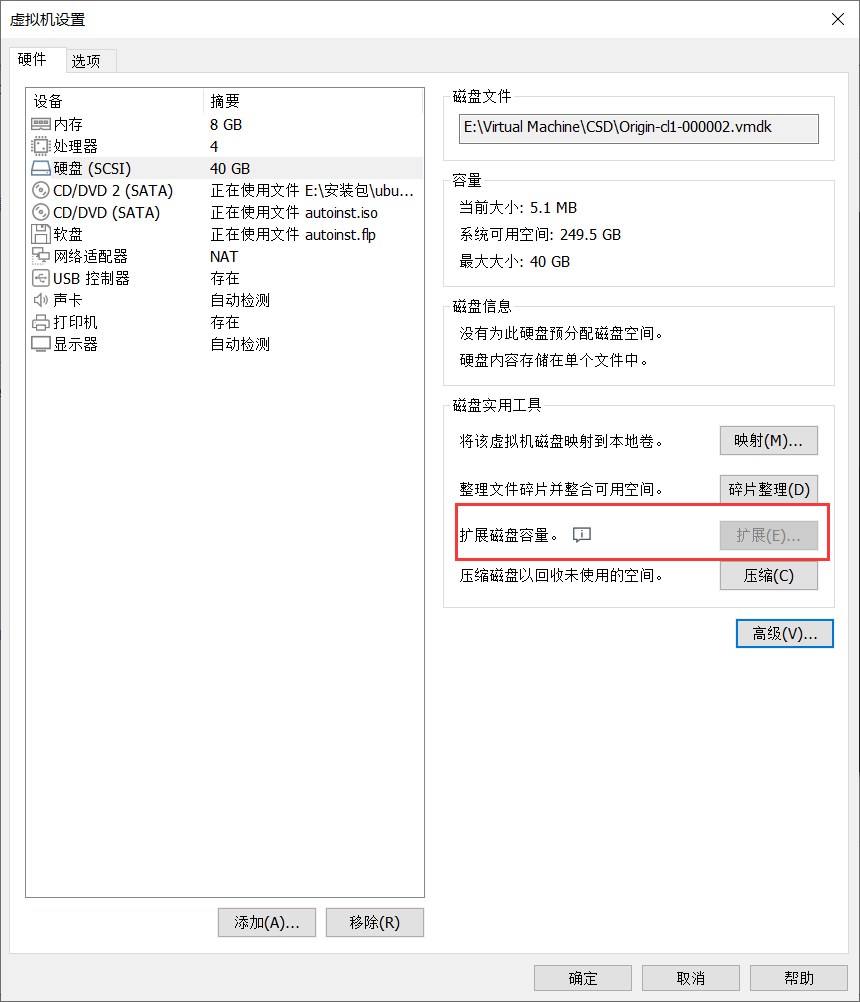 虚拟机设置
硬件 选项
设备 摘要
内存 8 GB
处理器 4
硬盘 (SCSI) 40 GB
CD/DVD 2 (SATA) 正在使用文件 E:\安装包\ubu...
CD/DVD (SATA) 正在使用文件 autoinst.iso
软盘 正在使用文件 autoinst.flp
网络适配器 NAT
USB 控制器 存在
声卡 自动检测
打印机 存在
显示器 自动检测
添加(A)... 移除(R)
磁盘文件
E:\Virtual Machine\CSD\Origin-cl1-000002.vmdk
容量
当前大小: 5.1 MB
系统可用空间: 249.5 GB
最大大小: 40 GB
磁盘信息
没有为此硬盘预分配磁盘空间。
硬盘内容存储在单个文件中。
磁盘实用工具
将该虚拟机磁盘映射到本地卷。 映射(M)...
整理文件碎片并整合可用空间。 碎片整理(D)
扩展磁盘容量。 扩展(E)...
压缩磁盘以回收未使用的空间。 压缩(C)
高级(V)...
确定 取消 帮助